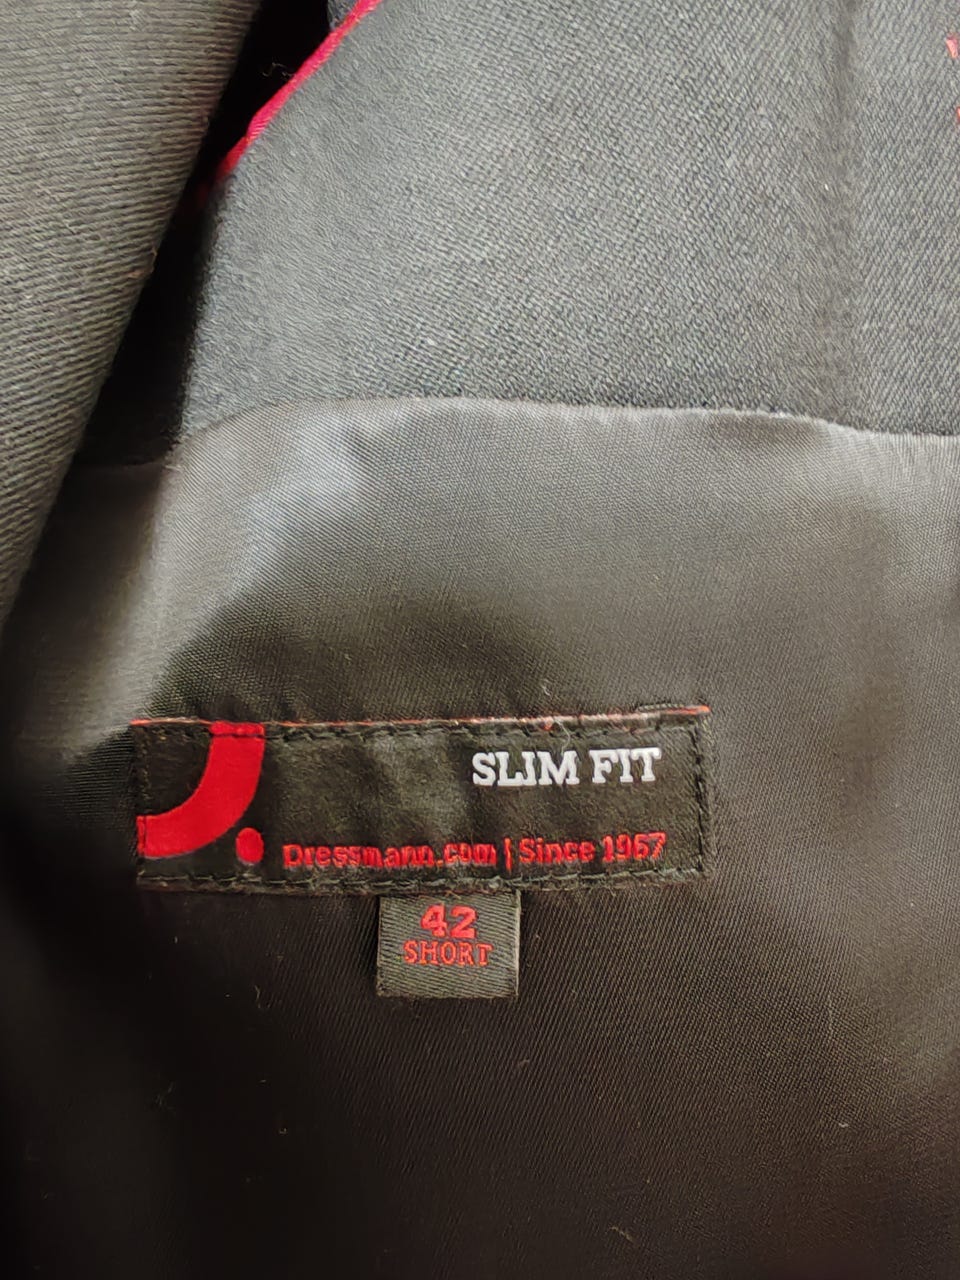 SLIM FIT
Dressmann.com | Since 1967
42
SHORT